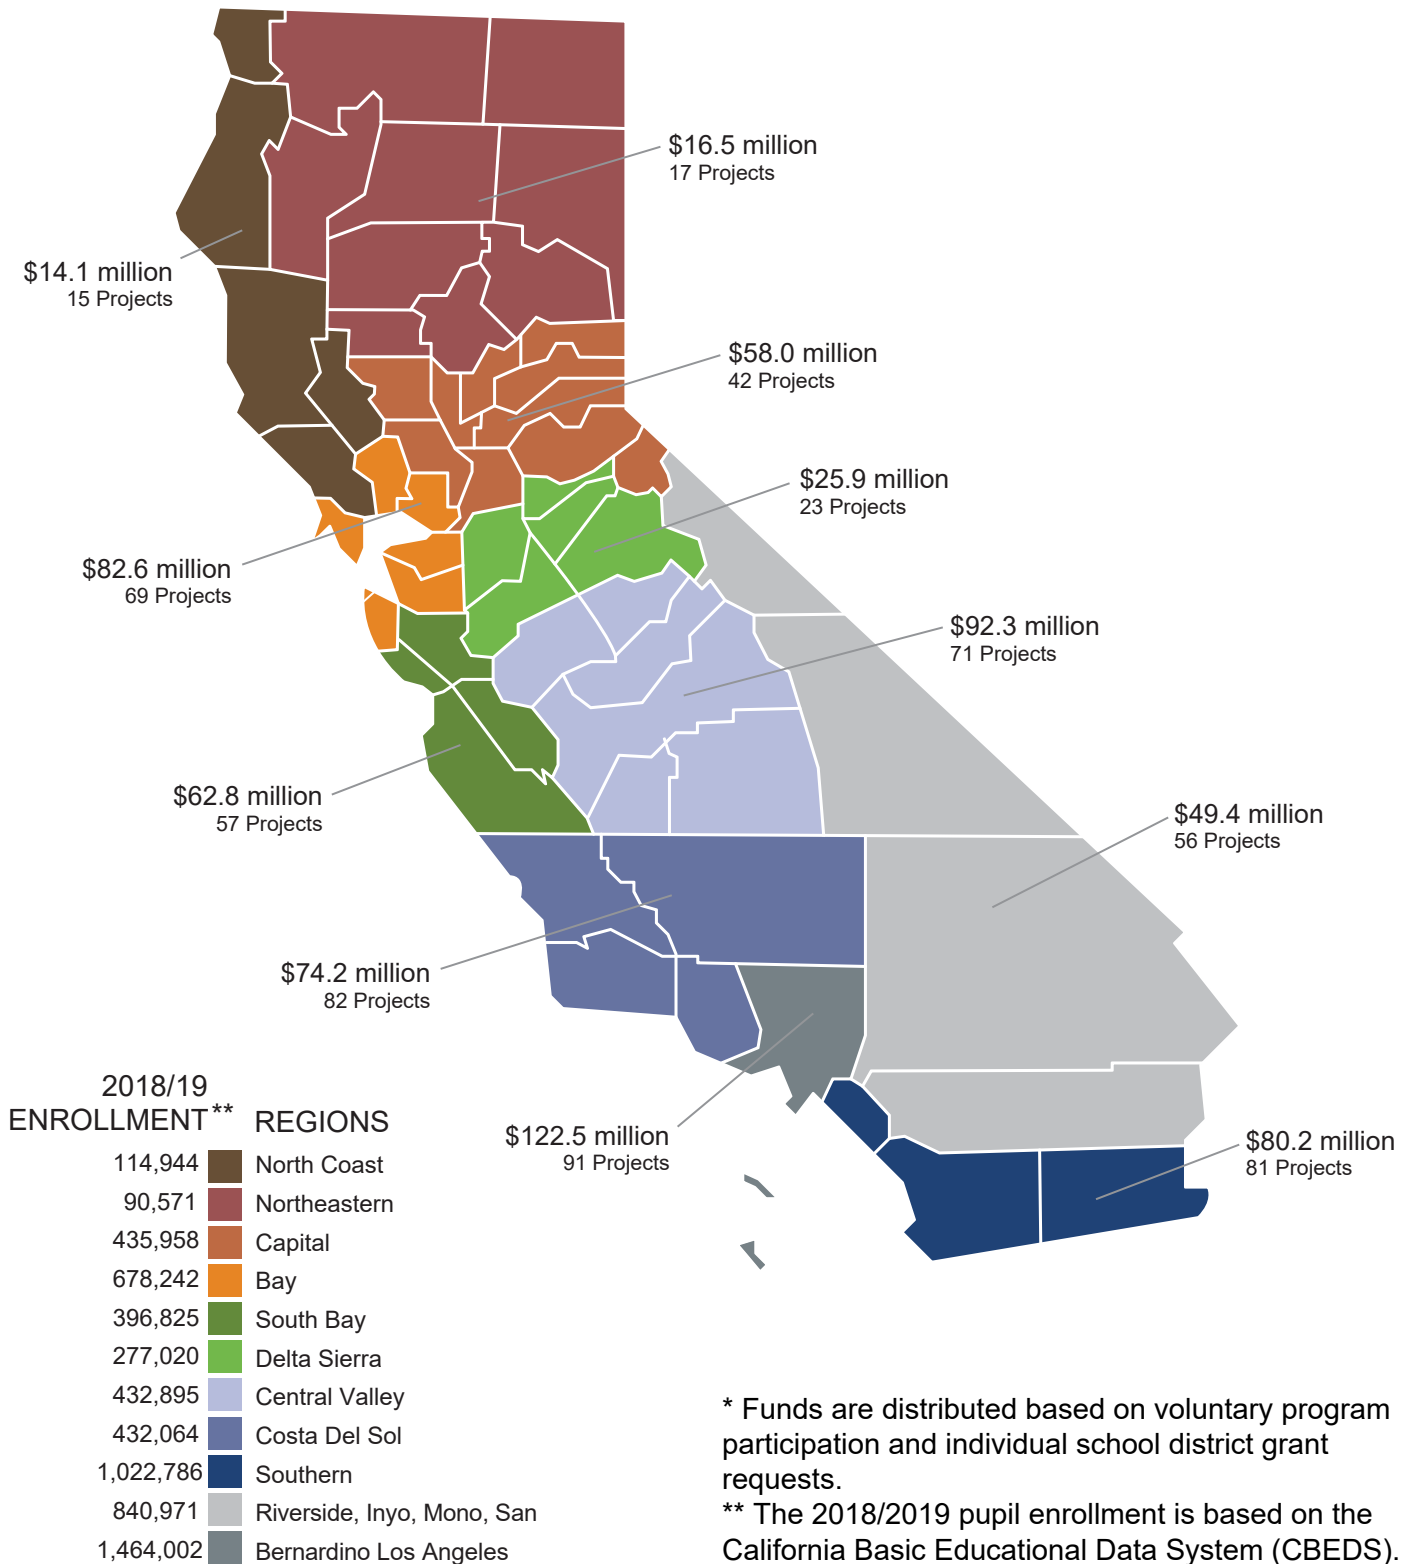 $16.5 million
17 Projects
$14.1 million
15 Projects
$58.0 million
42 Projects
$25.9 million
23 Projects
$82.6 million
69 Projects
$92.3 million
71 Projects
$62.8 million
57 Projects
$49.4 million
56 Projects
$74.2 million
82 Projects
$122.5 million
91 Projects
$80.2 million
81 Projects
2018/19
ENROLLMENT** REGIONS
114,944 North Coast
90,571 Northeastern
435,958 Capital
678,242 Bay
396,825 South Bay
277,020 Delta Sierra
432,895 Central Valley
432,064 Costa Del Sol
1,022,786 Southern
840,971 Riverside, Inyo, Mono, San
1,464,002 Bernardino Los Angeles
* Funds are distributed based on voluntary program
participation and individual school district grant
requests.
** The 2018/2019 pupil enrollment is based on the
California Basic Educational Data System (CBEDS).